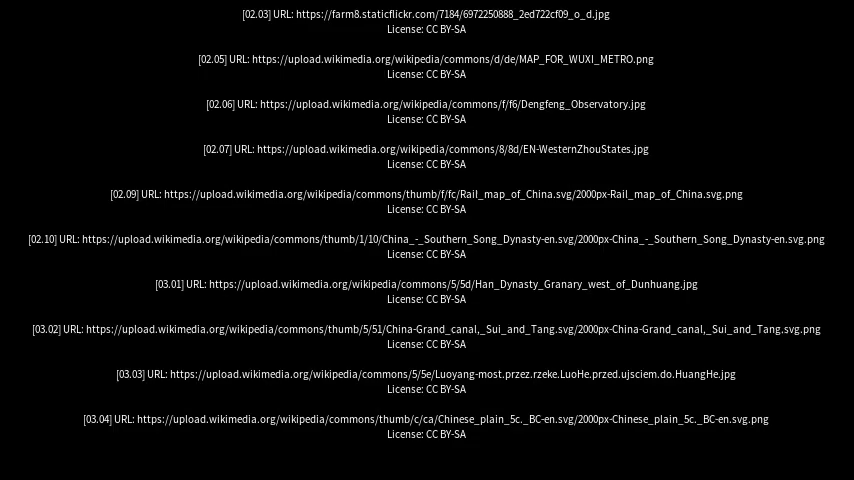 [02.03] URL: https://farm8.staticflickr.com/7184/6972250888_2ed722cf09_o_d.jpg
License: CC BY-SA
[02.05] URL: https://upload.wikimedia.org/wikipedia/commons/d/de/MAP_FOR_WUXI_METRO.png
License: CC BY-SA
[02.06] URL: https://upload.wikimedia.org/wikipedia/commons/f/f6/Dengfeng_Observatory.jpg
License: CC BY-SA
[02.07] URL: https://upload.wikimedia.org/wikipedia/commons/8/8d/EN-WesternZhouStates.jpg
License: CC BY-SA
[02.09] URL: https://upload.wikimedia.org/wikipedia/commons/thumb/f/fc/Rail_map_of_China.svg/2000px-Rail_map_of_China.svg.png
License: CC BY-SA
[02.10] URL: https://upload.wikimedia.org/wikipedia/commons/thumb/1/10/China_-_Southern_Song_Dynasty-en.svg/2000px-China_-_Southern_Song_Dynasty-en.svg.png
License: CC BY-SA
[03.01] URL: https://upload.wikimedia.org/wikipedia/commons/5/5d/Han_Dynasty_Granary_west_of_Dunhuang.jpg
License: CC BY-SA
[03.02] URL: https://upload.wikimedia.org/wikipedia/commons/thumb/5/51/China-Grand_canal,_Sui_and_Tang.svg/2000px-China-Grand_canal,_Sui_and_Tang.svg.png
License: CC BY-SA
[03.03] URL: https://upload.wikimedia.org/wikipedia/commons/5/5e/Luoyang-most.przez.rzeke.LuoHe.przed.ujsciem.do.HuangHe.jpg
License: CC BY-SA
[03.04] URL: https://upload.wikimedia.org/wikipedia/commons/thumb/c/ca/Chinese_plain_5c._BC-en.svg/2000px-Chinese_plain_5c._BC-en.svg.png
License: CC BY-SA